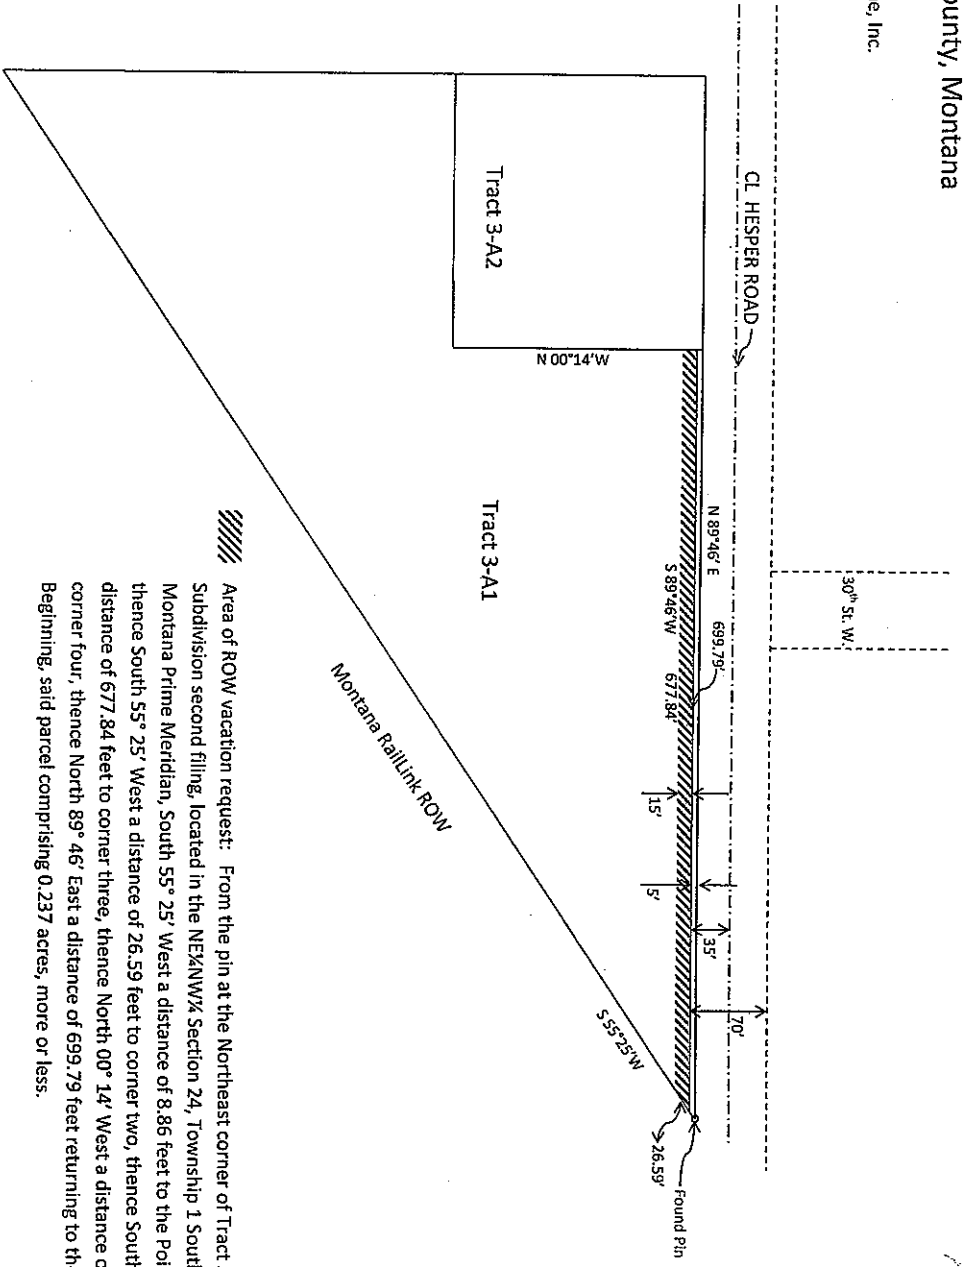 ounty, Montana
e, Inc.
30th St. W.
CL HESPER ROAD
N 89°46' E
699.79'
S 89°46'W
677.84'
15'
5'
35'
70'
N 00°14'W
Tract 3-A2
Tract 3-A1
Found Pin
26.59'
S 55°25'W
Montana RailLink ROW
Area of ROW vacation request: From the pin at the Northeast corner of Tract
Subdivision second filing, located in the NE¼NW¼ Section 24, Township 1 South
Montana Prime Meridian, South 55° 25' West a distance of 8.86 feet to the Poi
thence South 55° 25' West a distance of 26.59 feet to corner two, thence South
distance of 677.84 feet to corner three, thence North 00° 14' West a distance o
corner four, thence North 89° 46' East a distance of 699.79 feet returning to th
Beginning, said parcel comprising 0.237 acres, more or less.